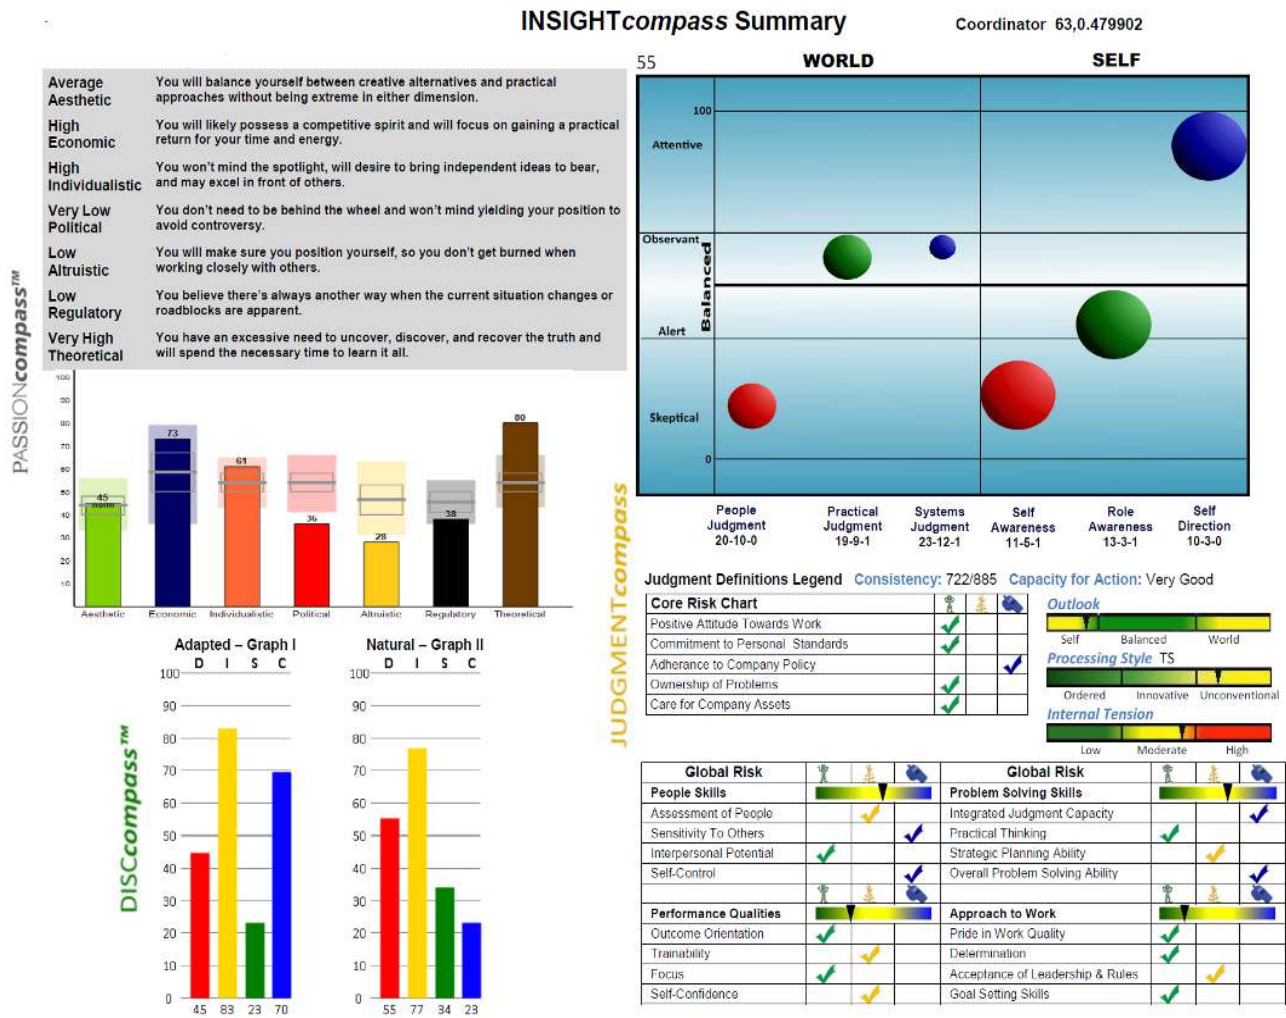 INSIGHTcompass Summary
Coordinator 63,0.479902
Average Aesthetic
You will balance yourself between creative alternatives and practical
approaches without being extreme in either dimension.
High Economic
You will likely possess a competitive spirit and will focus on gaining a practical
return for your time and energy.
High Individualistic
You won't mind the spotlight, will desire to bring independent ideas to bear,
and may excel in front of others.
Very Low Political
You don't need to be behind the wheel and won't mind yielding your position to
avoid controversy.
Low Altruistic
You will make sure you position yourself, so you don't get burned when
working closely with others.
Low Regulatory
You believe there's always another way when the current situation changes or
roadblocks are apparent.
Very High Theoretical
You have an excessive need to uncover, discover, and recover the truth and
will spend the necessary time to learn it all.
PASSIONcompass™
100
90
80
70
60
50
40
30
20
10
45
73
61
36
28
38
80
Aesthetic Economic Individualistic Political Altruistic Regulatory Theoretical
DISCcompass™
Adapted – Graph I
D I S C
100
90
80
70
60
50
40
30
20
10
0
45 83 23 70
Natural – Graph II
D I S C
100
90
80
70
60
50
40
30
20
10
0
55 77 34 23
JUDGMENTcompass
55
WORLD
SELF
100
Attentive
Observant
Balanced
Alert
Skeptical
0
People Judgment 20-10-0
Practical Judgment 19-9-1
Systems Judgment 23-12-1
Self Awareness 11-5-1
Role Awareness 13-3-1
Self Direction 10-3-0
Judgment Definitions Legend Consistency: 722/885 Capacity for Action: Very Good
Core Risk Chart
Positive Attitude Towards Work
Commitment to Personal Standards
Adherance to Company Policy
Ownership of Problems
Care for Company Assets
Outlook
Self Balanced World
Processing Style TS
Ordered Innovative Unconventional
Internal Tension
Low Moderate High
Global Risk
People Skills
Assessment of People
Sensitivity To Others
Interpersonal Potential
Self-Control
Performance Qualities
Outcome Orientation
Trainability
Focus
Self-Confidence
Global Risk
Problem Solving Skills
Integrated Judgment Capacity
Practical Thinking
Strategic Planning Ability
Overall Problem Solving Ability
Approach to Work
Pride in Work Quality
Determination
Acceptance of Leadership & Rules
Goal Setting Skills